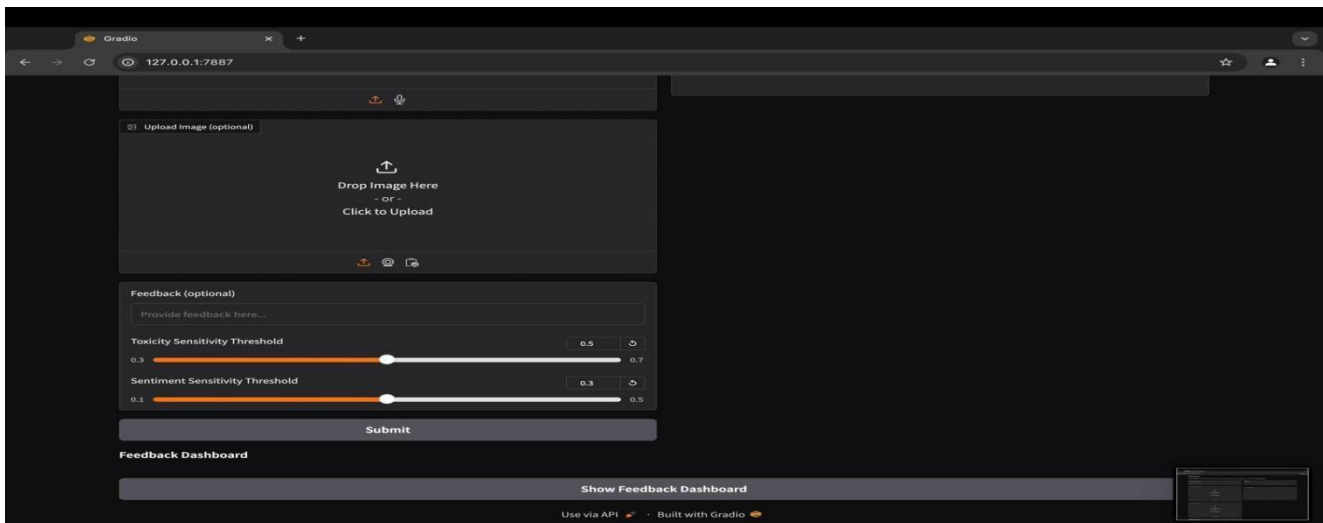 Gradio
127.0.0.1:7887
Upload Image (optional)
Drop Image Here
- or -
Click to Upload
Feedback (optional)
Provide feedback here...
Toxicity Sensitivity Threshold
0.5
0.3
0.7
Sentiment Sensitivity Threshold
0.3
0.1
0.5
Submit
Feedback Dashboard
Show Feedback Dashboard
Use via API · Built with Gradio